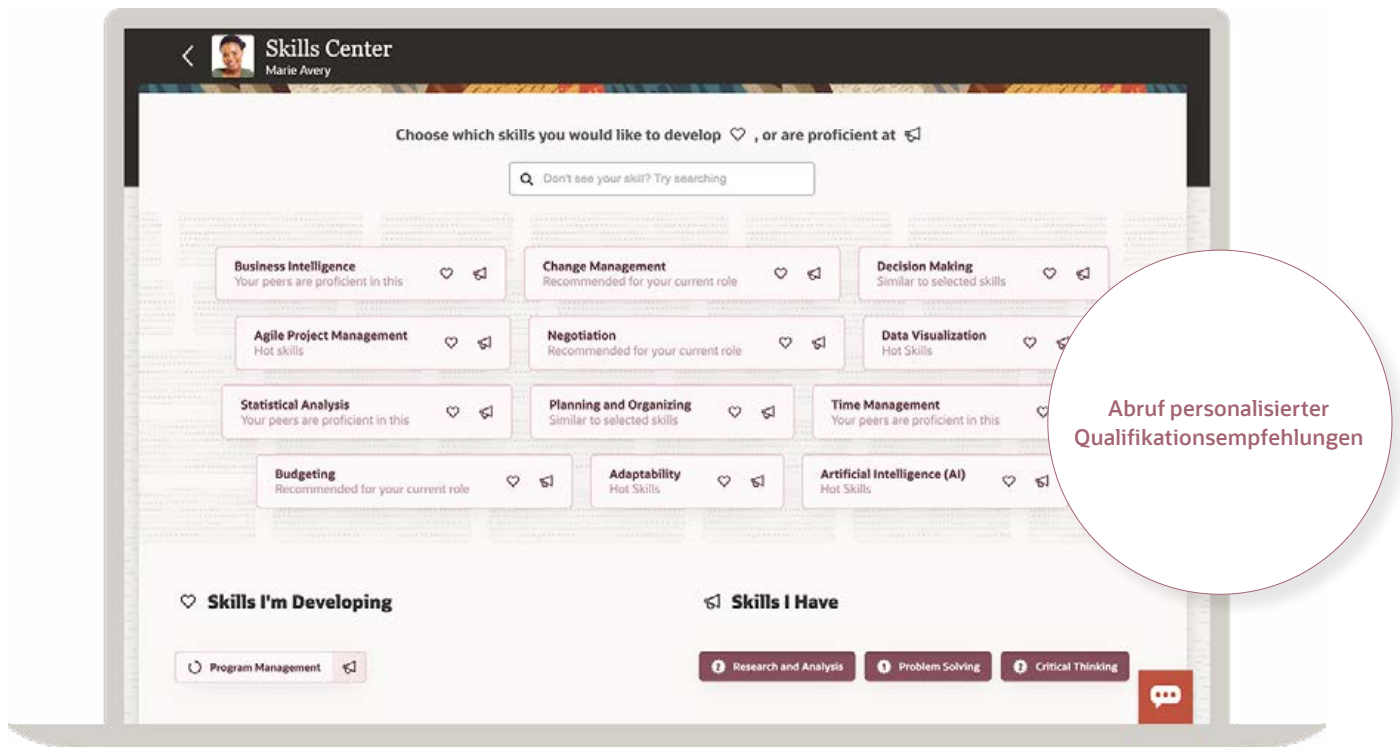 Skills Center
Marie Avery
Choose which skills you would like to develop , or are proficient at
Don't see your skill? Try searching
Business Intelligence
Your peers are proficient in this
Change Management
Recommended for your current role
Decision Making
Similar to selected skills
Agile Project Management
Hot skills
Negotiation
Recommended for your current role
Data Visualization
Hot Skills
Statistical Analysis
Your peers are proficient in this
Planning and Organizing
Similar to selected skills
Time Management
Your peers are proficient in this
Budgeting
Recommended for your current role
Adaptability
Hot Skills
Artificial Intelligence (AI)
Hot Skills
Abruf personalisierter
Qualifikationsempfehlungen
Skills I'm Developing
Program Management
Skills I Have
2 Research and Analysis
1 Problem Solving
2 Critical Thinking